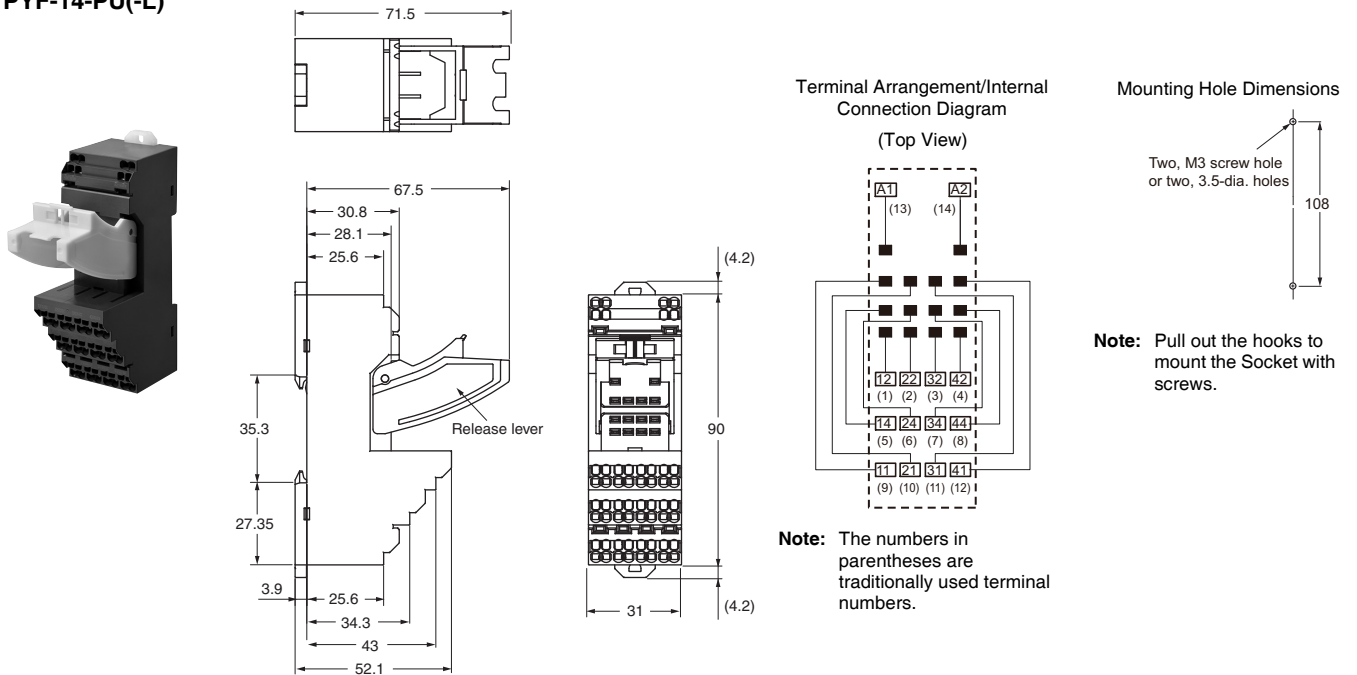 PYF-14-PU(-L)
71.5
67.5
30.8
28.1
25.6
Release lever
35.3
27.35
3.9
25.6
34.3
43
52.1
(4.2)
90
31
(4.2)
Terminal Arrangement/Internal
Connection Diagram
(Top View)
A1 A2
(13) (14)
12 22 32 42
(1) (2) (3) (4)
14 24 34 44
(5) (6) (7) (8)
11 21 31 41
(9) (10) (11) (12)
Note: The numbers in
parentheses are
traditionally used terminal
numbers.
Mounting Hole Dimensions
Two, M3 screw hole
or two, 3.5-dia. holes
108
Note: Pull out the hooks to
mount the Socket with
screws.